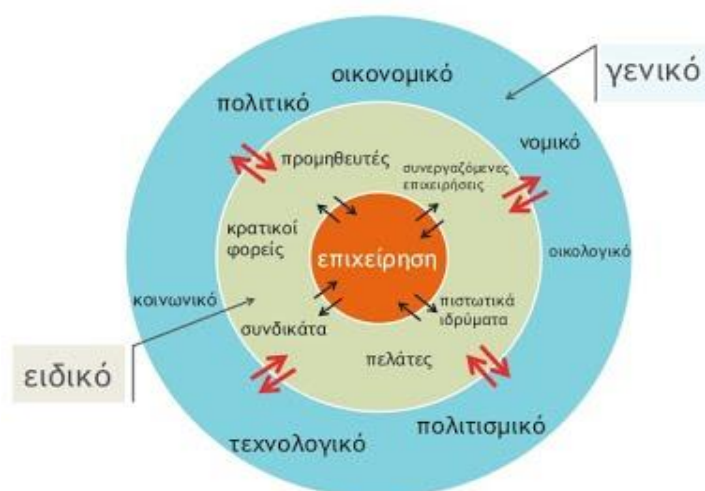 οικονομικό
γενικό
πολιτικό
νομικό
προμηθευτές
συνεργαζόμενες
επιχειρήσεις
κρατικοί
φορείς
επιχείρηση
οικολογικό
κοινωνικό
πιστωτικά
ιδρύματα
συνδικάτα
πελάτες
ειδικό
πολιτισμικό
τεχνολογικό